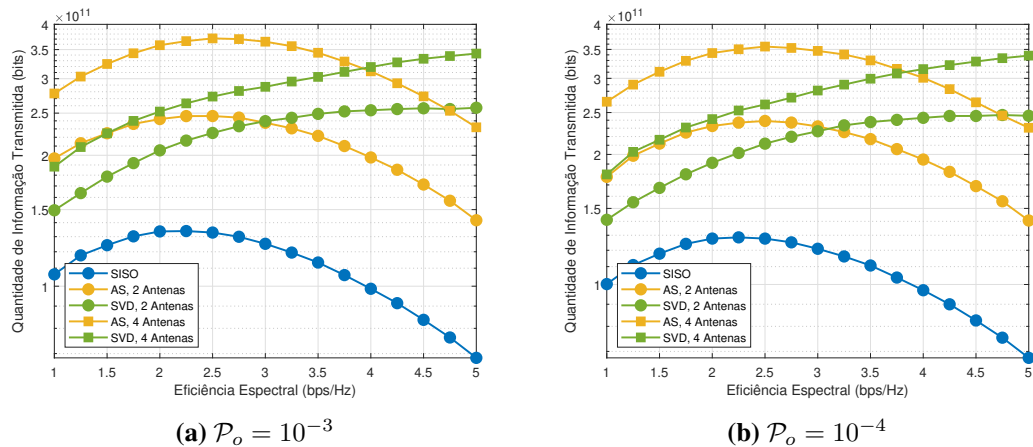 × 10^11
4
3.5
3
2.5
2
1.5
1
Quantidade de Informação Transmitida (bits)
SISO
AS, 2 Antenas
SVD, 2 Antenas
AS, 4 Antenas
SVD, 4 Antenas
1 1.5 2 2.5 3 3.5 4 4.5 5
Eficiência Espectral (bps/Hz)
(a) 𝒫ₒ = 10⁻³
× 10^11
4
3.5
3
2.5
2
1.5
1
Quantidade de Informação Transmitida (bits)
SISO
AS, 2 Antenas
SVD, 2 Antenas
AS, 4 Antenas
SVD, 4 Antenas
1 1.5 2 2.5 3 3.5 4 4.5 5
Eficiência Espectral (bps/Hz)
(b) 𝒫ₒ = 10⁻⁴